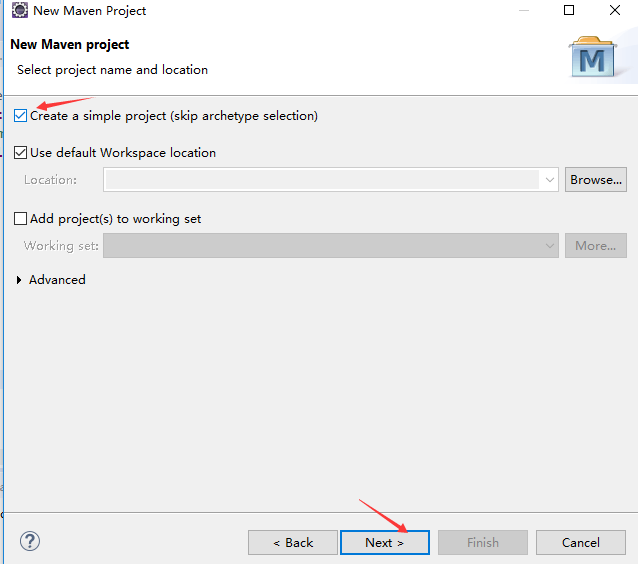 New Maven Project
New Maven project
Select project name and location
M
Create a simple project (skip archetype selection)
Use default Workspace location
Location:
Browse...
Add project(s) to working set
Working set:
More...
Advanced
?
< Back
Next >
Finish
Cancel